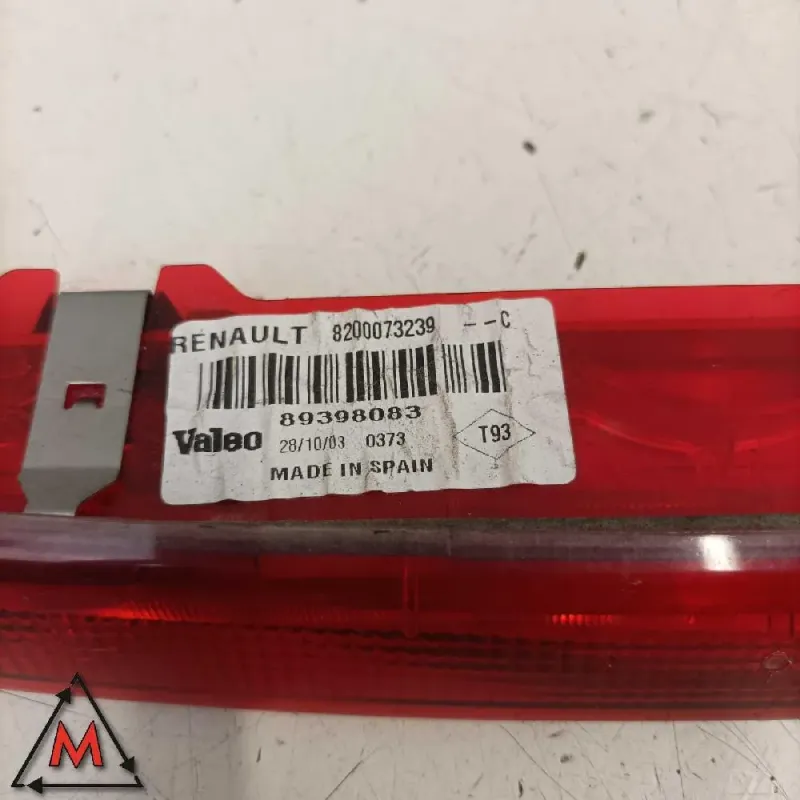 RENAULT 8200073239 --C
89398083
Valeo 28/10/03 0373 T93
MADE IN SPAIN
M